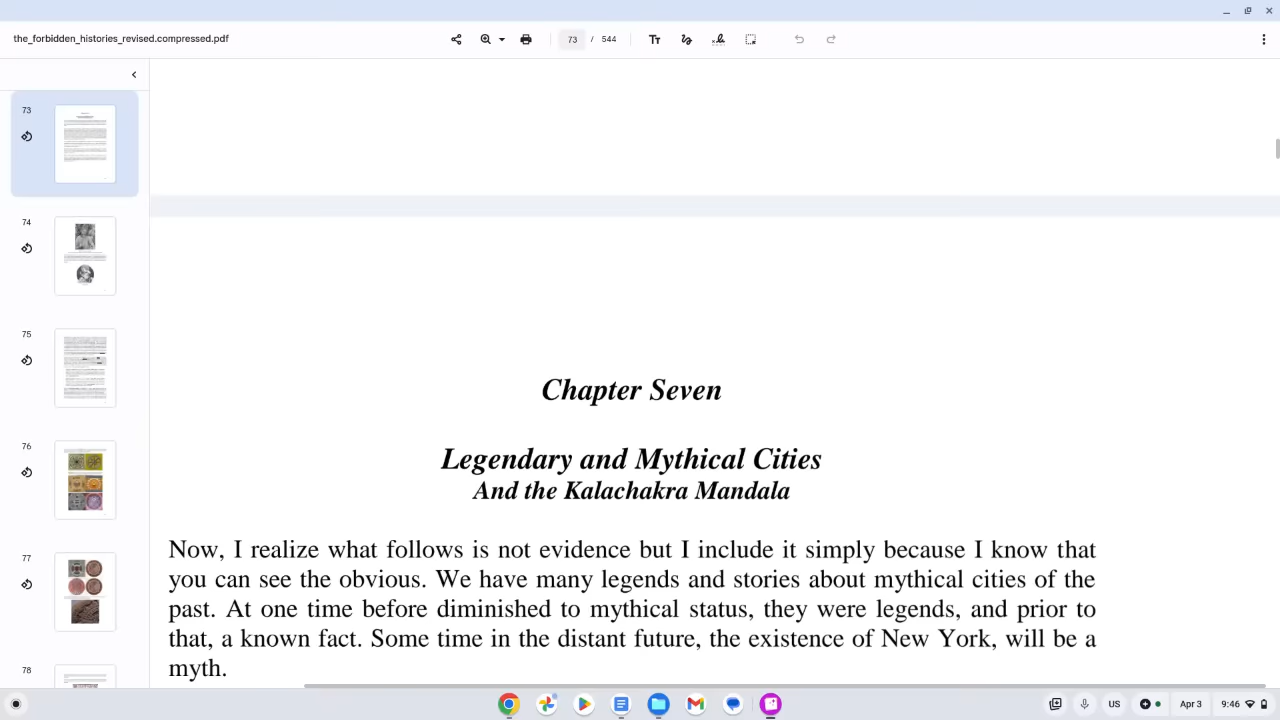 the_forbidden_histories_revised.compressed.pdf
73 / 544
73
74
75
76
77
78
Chapter Seven
Legendary and Mythical Cities
And the Kalachakra Mandala
Now, I realize what follows is not evidence but I include it simply because I know that
you can see the obvious. We have many legends and stories about mythical cities of the
past. At one time before diminished to mythical status, they were legends, and prior to
that, a known fact. Some time in the distant future, the existence of New York, will be a
myth.
US
Apr 3
9:46